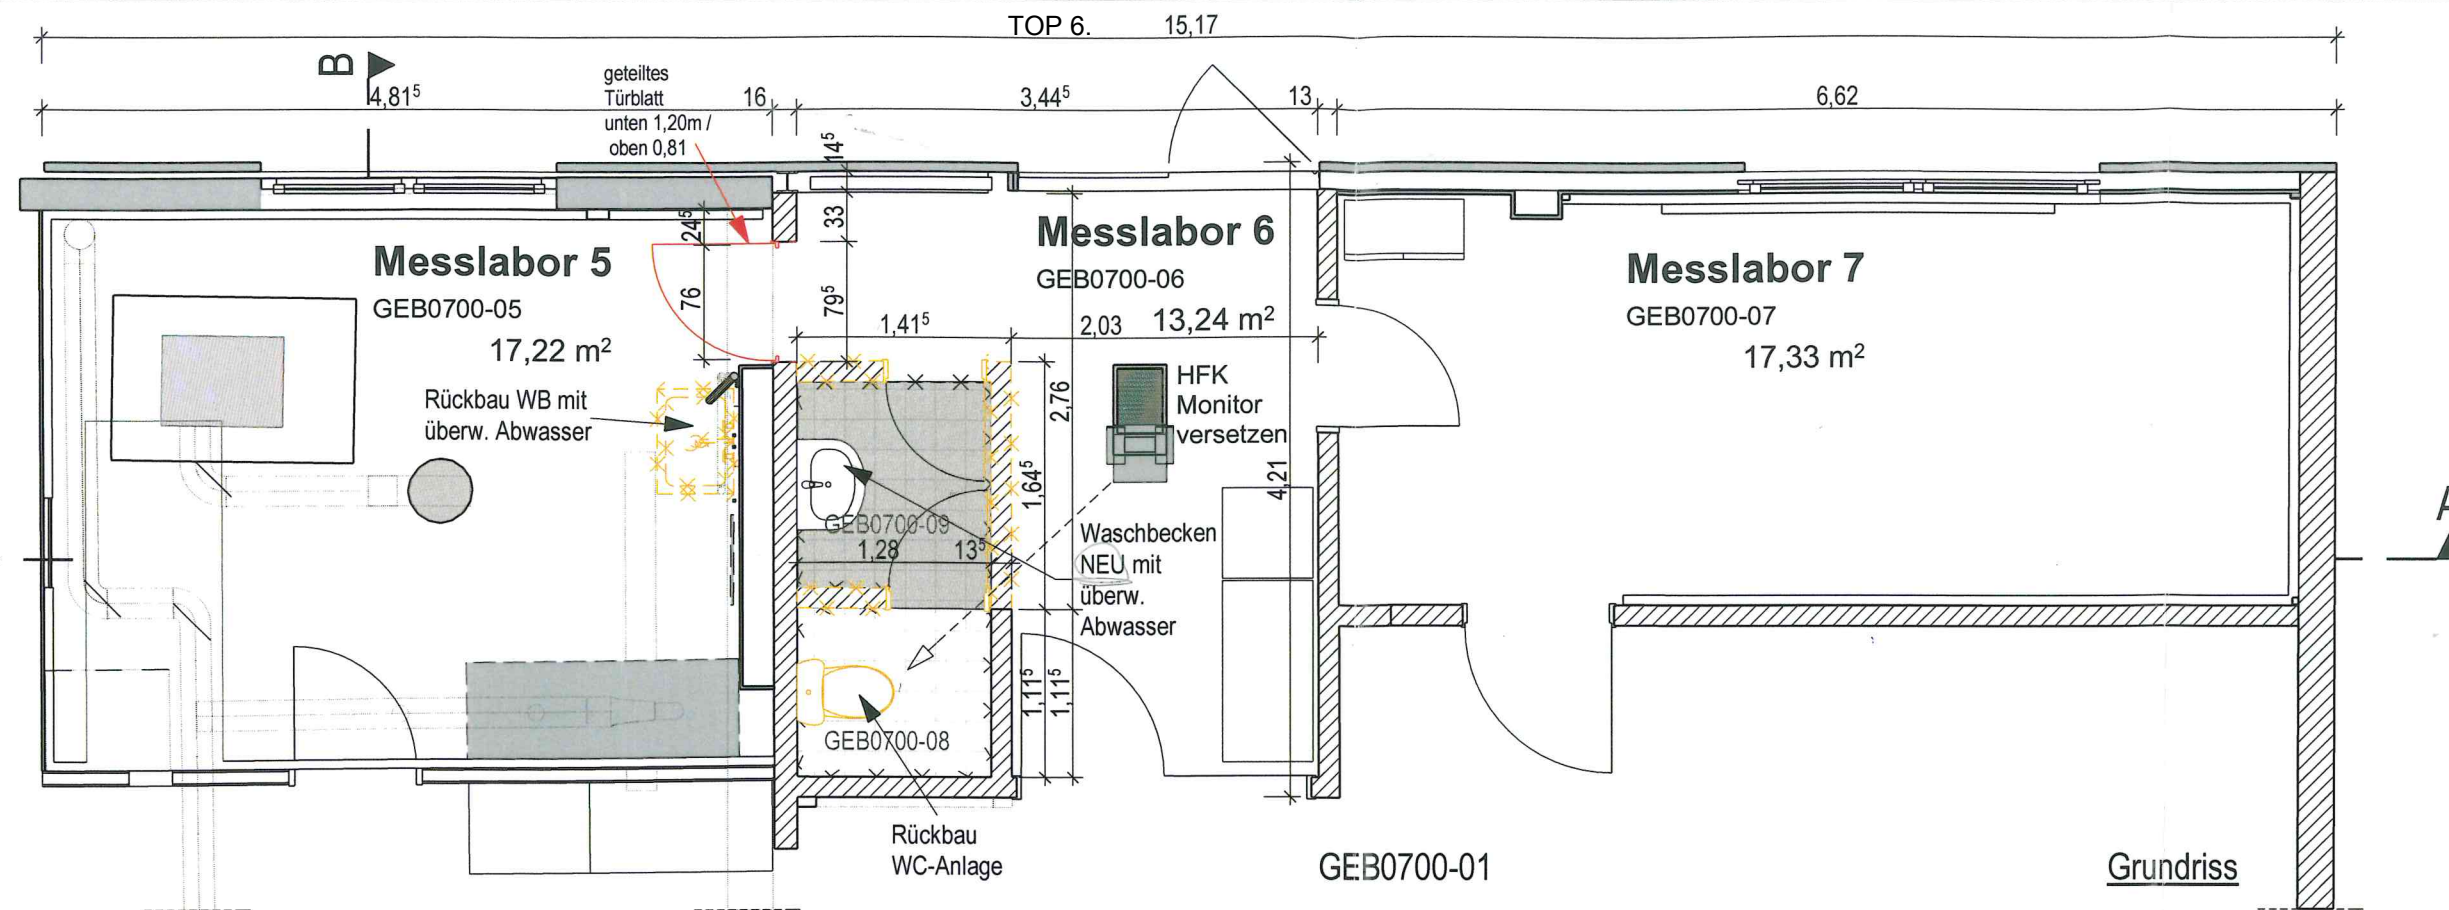 TOP 6.
15,17
B
4,81⁵
16
3,44⁵
13
6,62
geteiltes
Türblatt
unten 1,20m /
oben 0,81
14⁵
24⁵
33
76
79⁵
Messlabor 5
GEB0700-05
17,22 m²
Messlabor 6
GEB0700-06
13,24 m²
Messlabor 7
GEB0700-07
17,33 m²
1,41⁵
2,03
Rückbau WB mit
überw. Abwasser
HFK
Monitor
versetzen
2,76
1,64⁵
4,21
GEB0700-09
1,28
13⁵
Waschbecken
NEU mit
überw.
Abwasser
A
1,11⁵
1,11⁵
GEB0700-08
Rückbau
WC-Anlage
GEB0700-01
Grundriss